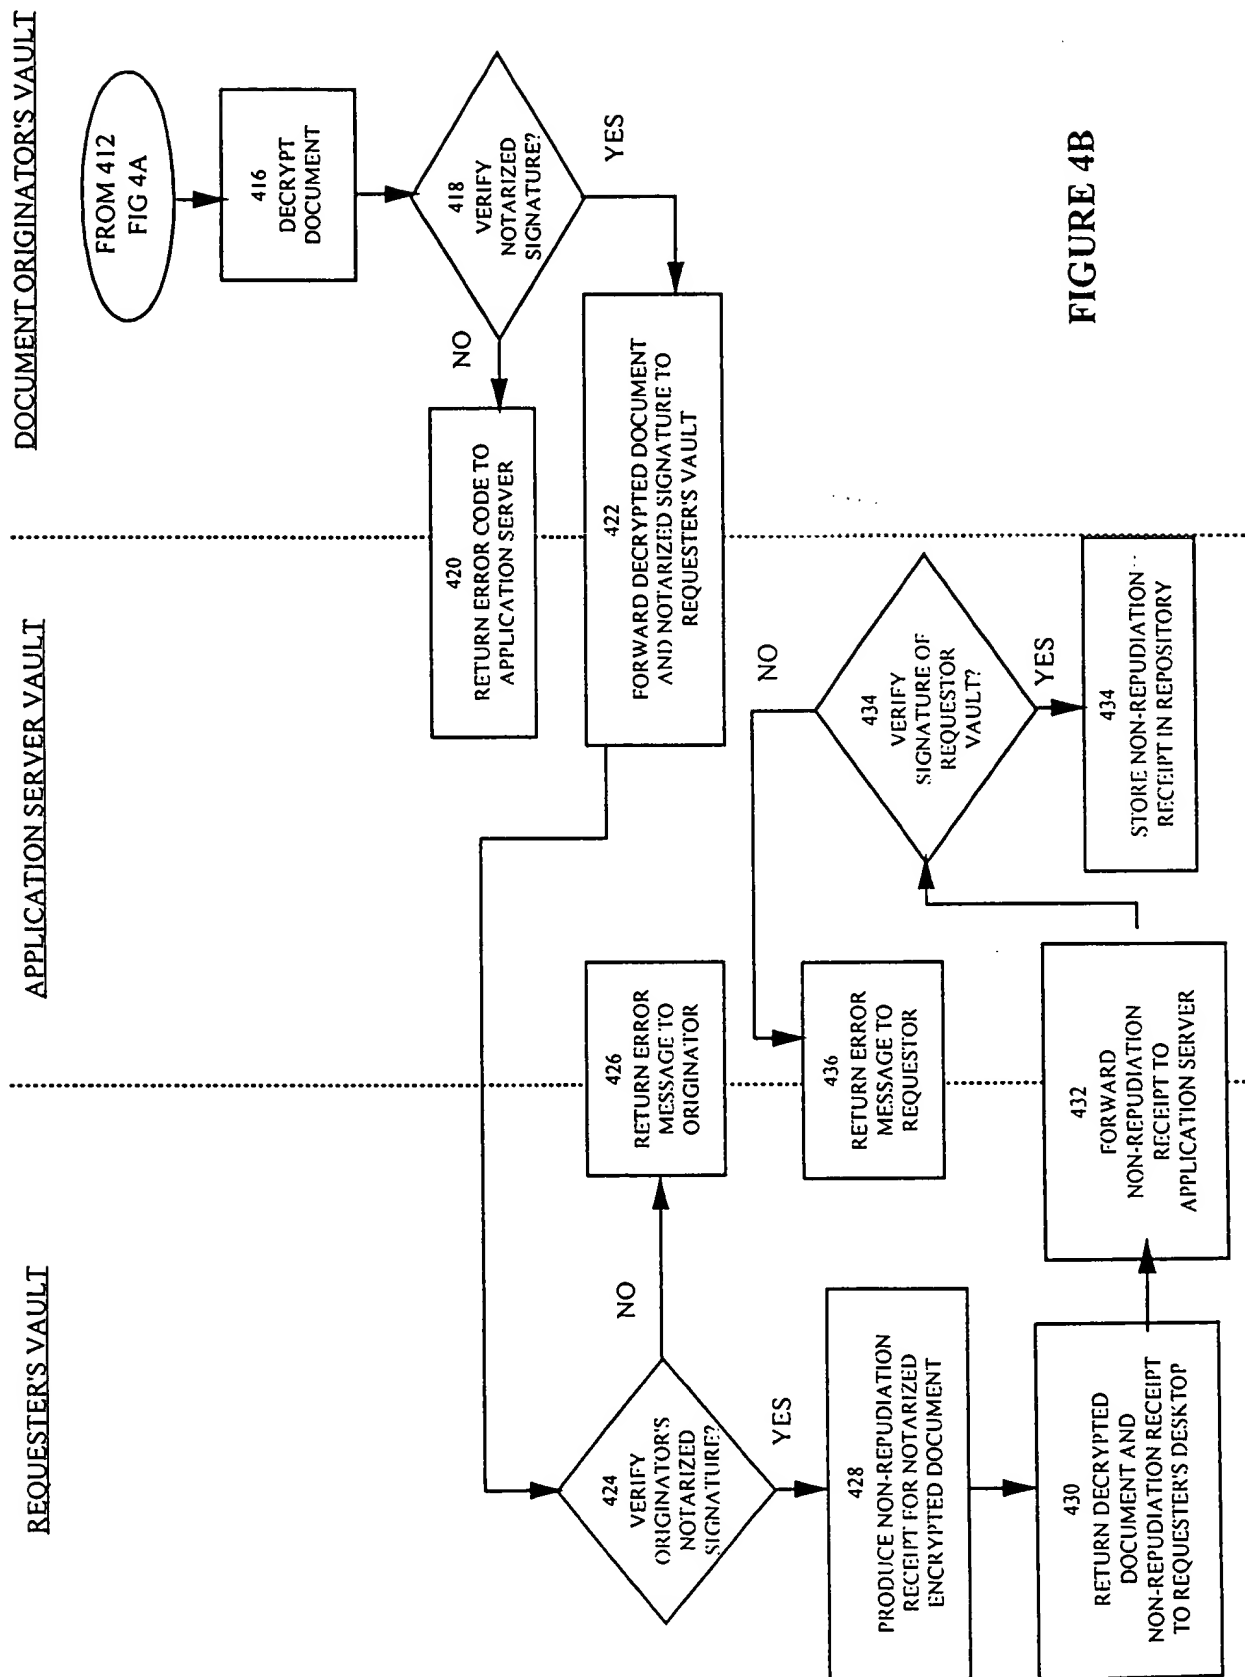 REQUESTER'S VAULT
APPLICATION SERVER VAULT
DOCUMENT ORIGINATOR'S VAULT
FROM 412
FIG 4A
416
DECRYPT
DOCUMENT
418
VERIFY
NOTARIZED
SIGNATURE?
NO
YES
420
RETURN ERROR CODE TO
APPLICATION SERVER
422
FORWARD DECRYPTED DOCUMENT
AND NOTARIZED SIGNATURE TO
REQUESTER'S VAULT
424
VERIFY
ORIGINATOR'S
NOTARIZED
SIGNATURE?
NO
YES
426
RETURN ERROR
MESSAGE TO
ORIGINATOR
428
PRODUCE NON-REPUDIATION
RECEIPT FOR NOTARIZED
ENCRYPTED DOCUMENT
430
RETURN DECRYPTED
DOCUMENT AND
NON-REPUDIATION RECEIPT
TO REQUESTER'S DESKTOP
432
FORWARD
NON-REPUDIATION
RECEIPT TO
APPLICATION SERVER
434
VERIFY
SIGNATURE OF
REQUESTOR
VAULT?
NO
YES
436
RETURN ERROR
MESSAGE TO
REQUESTOR
434
STORE NON-REPUDIATION
RECEIPT IN REPOSITORY
FIGURE 4B